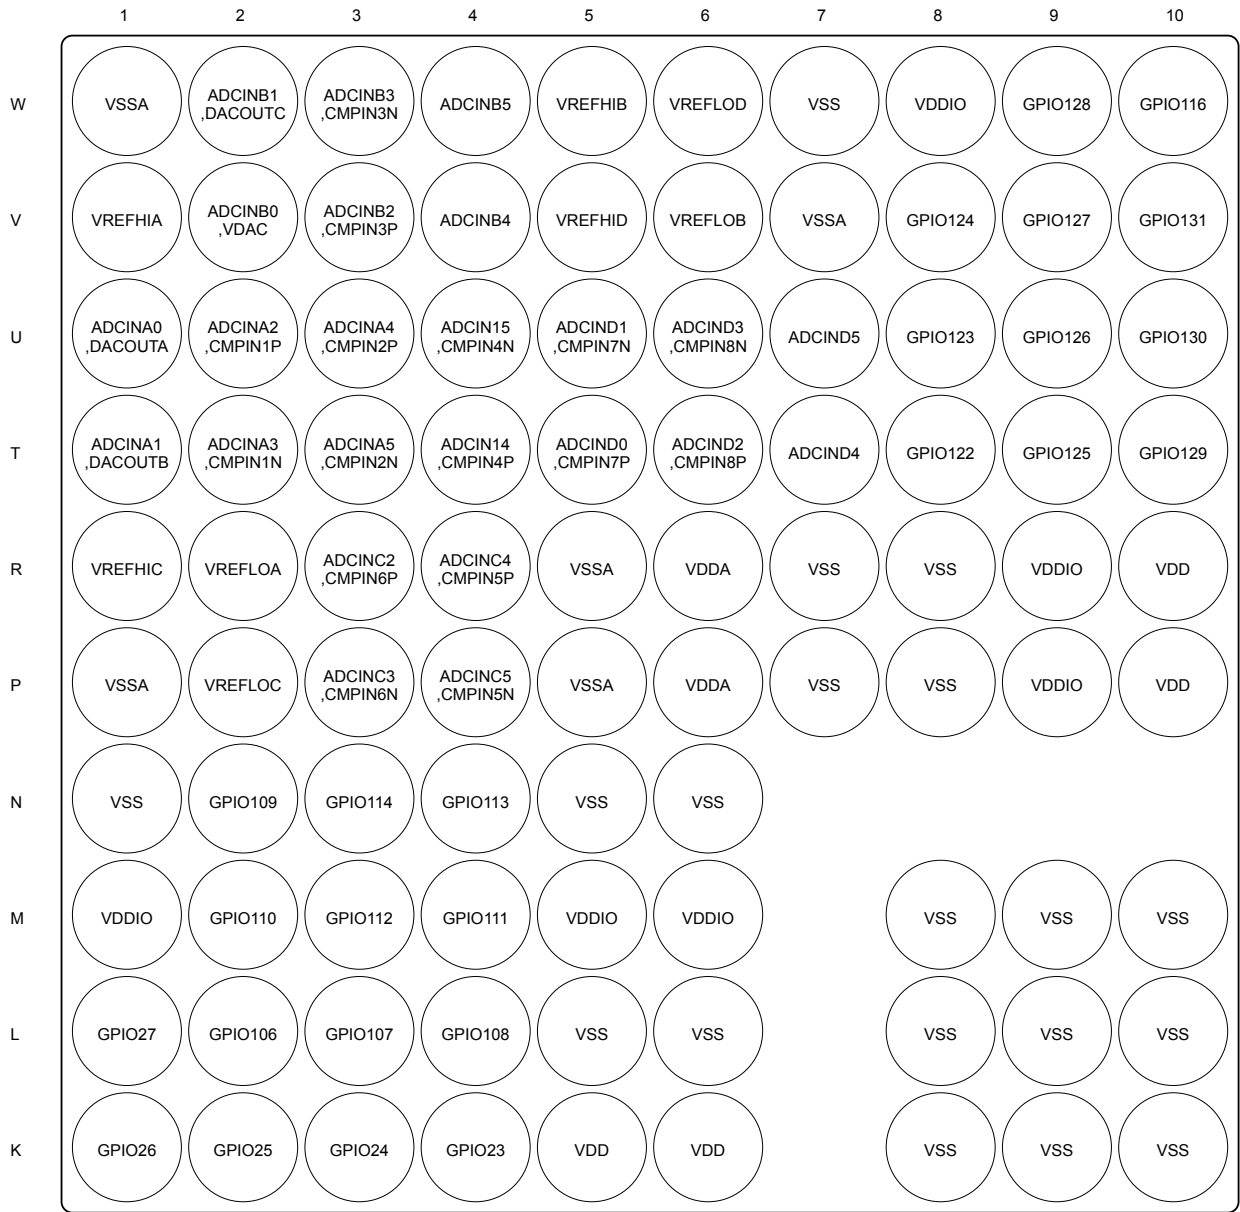 1 2 3 4 5 6 7 8 9 10
W VSSA ADCINB1 ,DACOUTC ADCINB3 ,CMPIN3N ADCINB5 VREFHIB VREFLOD VSS VDDIO GPIO128 GPIO116
V VREFHIA ADCINB0 ,VDAC ADCINB2 ,CMPIN3P ADCINB4 VREFHID VREFLOB VSSA GPIO124 GPIO127 GPIO131
U ADCINA0 ,DACOUTA ADCINA2 ,CMPIN1P ADCINA4 ,CMPIN2P ADCIN15 ,CMPIN4N ADCIND1 ,CMPIN7N ADCIND3 ,CMPIN8N ADCIND5 GPIO123 GPIO126 GPIO130
T ADCINA1 ,DACOUTB ADCINA3 ,CMPIN1N ADCINA5 ,CMPIN2N ADCIN14 ,CMPIN4P ADCIND0 ,CMPIN7P ADCIND2 ,CMPIN8P ADCIND4 GPIO122 GPIO125 GPIO129
R VREFHIC VREFLOA ADCINC2 ,CMPIN6P ADCINC4 ,CMPIN5P VSSA VDDA VSS VSS VDDIO VDD
P VSSA VREFLOC ADCINC3 ,CMPIN6N ADCINC5 ,CMPIN5N VSSA VDDA VSS VSS VDDIO VDD
N VSS GPIO109 GPIO114 GPIO113 VSS VSS
M VDDIO GPIO110 GPIO112 GPIO111 VDDIO VDDIO VSS VSS VSS
L GPIO27 GPIO106 GPIO107 GPIO108 VSS VSS VSS VSS VSS
K GPIO26 GPIO25 GPIO24 GPIO23 VDD VDD VSS VSS VSS